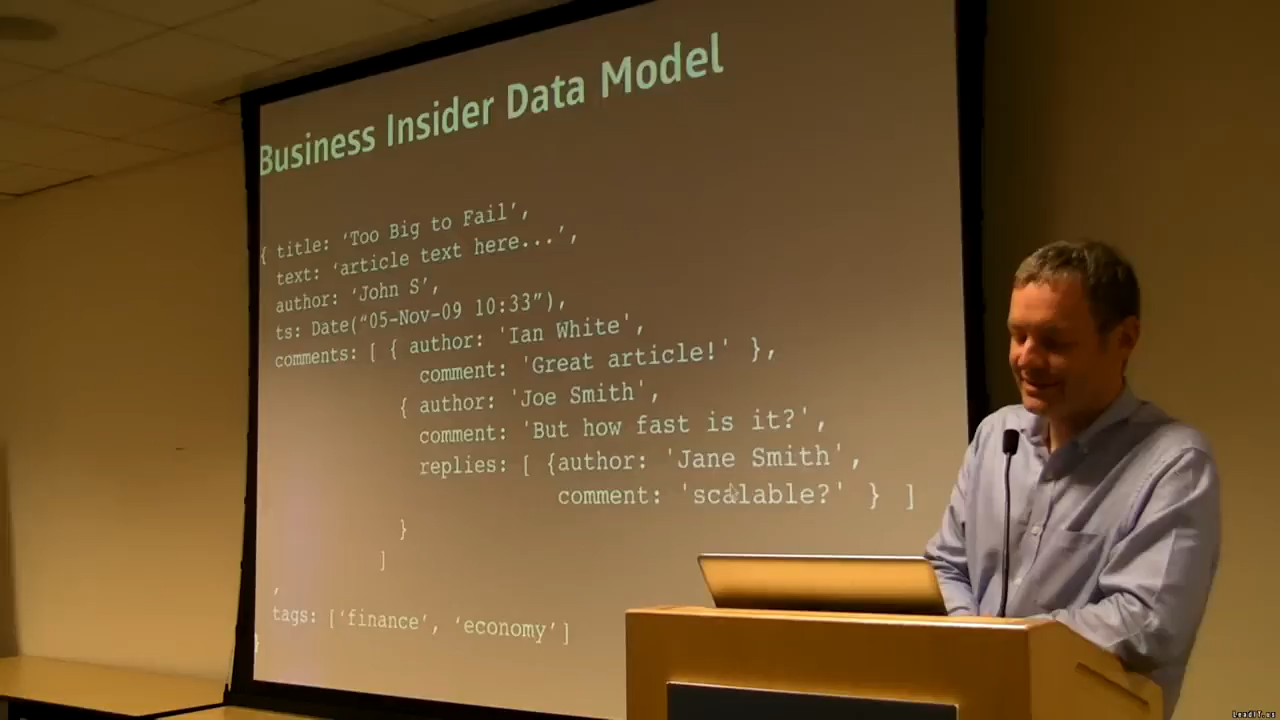 Business Insider Data Model
{ title: ‘Too Big to Fail’,
text: ‘article text here...’,
author: ‘John S’,
ts: Date(“05-Nov-09 10:33”),
comments: [ { author: 'Ian White',
comment: 'Great article!' },
{ author: 'Joe Smith',
comment: 'But how fast is it?',
replies: [ {author: 'Jane Smith',
comment: 'scalable?' } ]
}
]
,
tags: [‘finance’, ‘economy’]
}
LeadIT.us